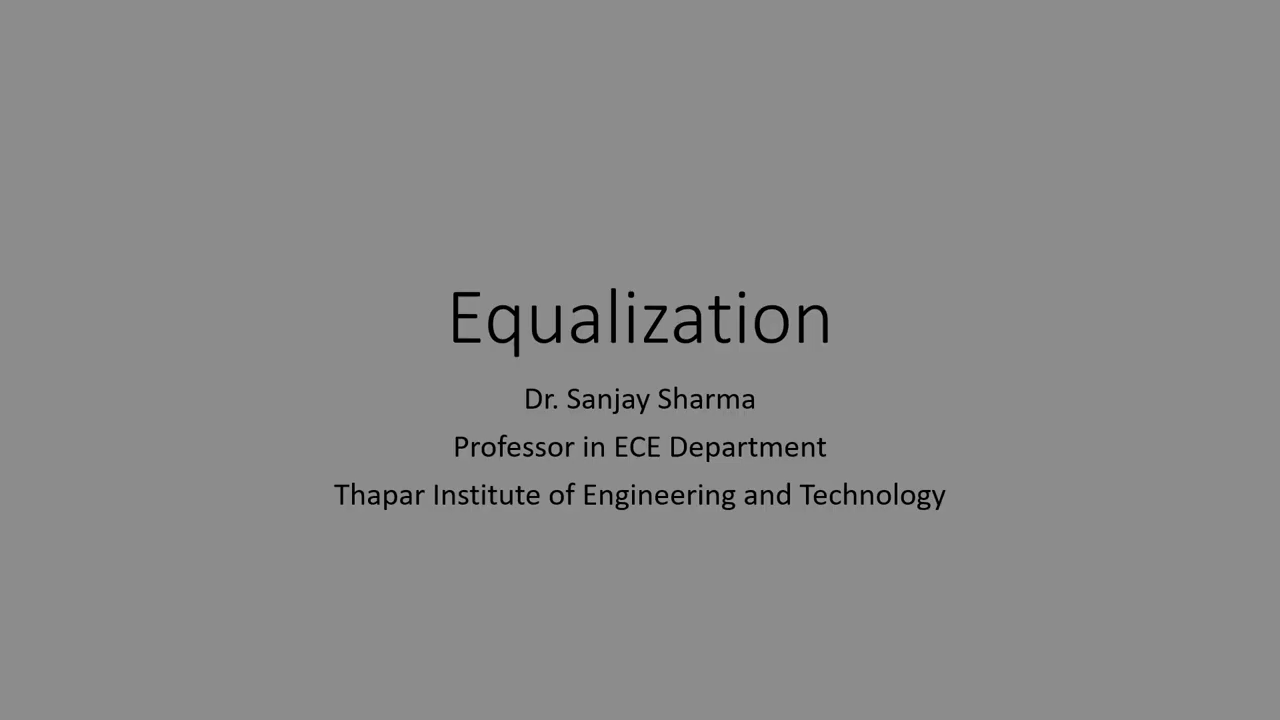 Equalization
Dr. Sanjay Sharma
Professor in ECE Department
Thapar Institute of Engineering and Technology